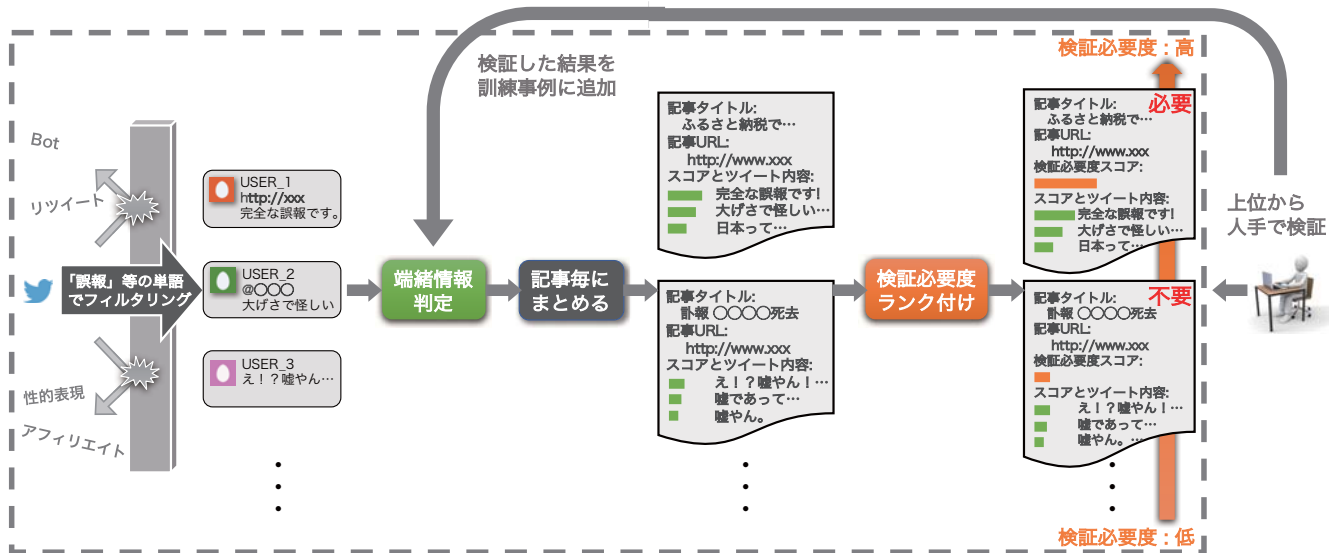 検証必要度：高
検証した結果を
訓練事例に追加
Bot
リツイート
「誤報」等の単語
でフィルタリング
性的表現
アフィリエイト
USER_1
http://xxx
完全な誤報です。
USER_2
@〇〇〇
大げさで怪しい
USER_3
え！？嘘やん…
端緒情報
判定
記事毎に
まとめる
記事タイトル:
ふるさと納税で…
記事URL:
http://www.xxx
スコアとツイート内容:
完全な誤報です!
大げさで怪しい…
日本って…
記事タイトル:
訃報 〇〇〇〇死去
記事URL:
http://www.xxx
スコアとツイート内容:
え！？嘘やん！…
嘘であって…
嘘やん。
検証必要度
ランク付け
必要
記事タイトル:
ふるさと納税で…
記事URL:
http://www.xxx
検証必要度スコア:
スコアとツイート内容:
完全な誤報です!
大げさで怪しい…
日本って…
不要
記事タイトル:
訃報 〇〇〇〇死去
記事URL:
http://www.xxx
検証必要度スコア:
スコアとツイート内容:
え！？嘘やん！…
嘘であって…
嘘やん。…
上位から
人手で検証
検証必要度：低